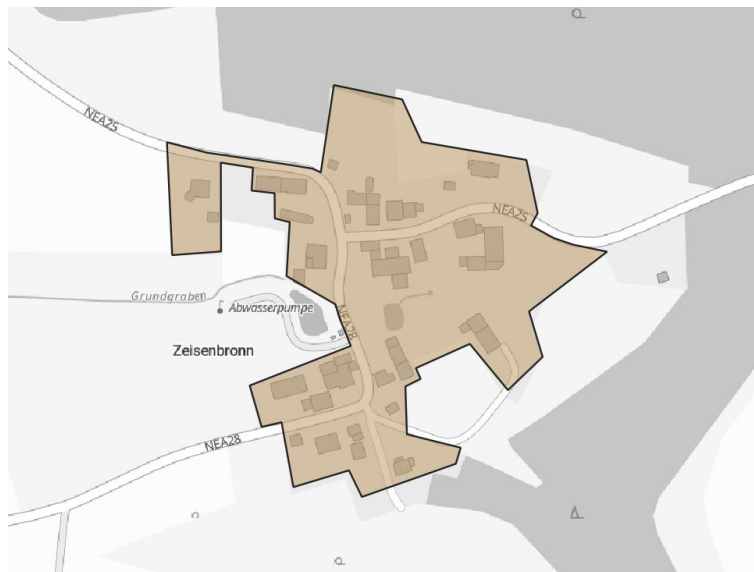 NEA25
NEA25
Grundgraben
Abwasserpumpe
NEA28
Zeisenbronn
NEA28